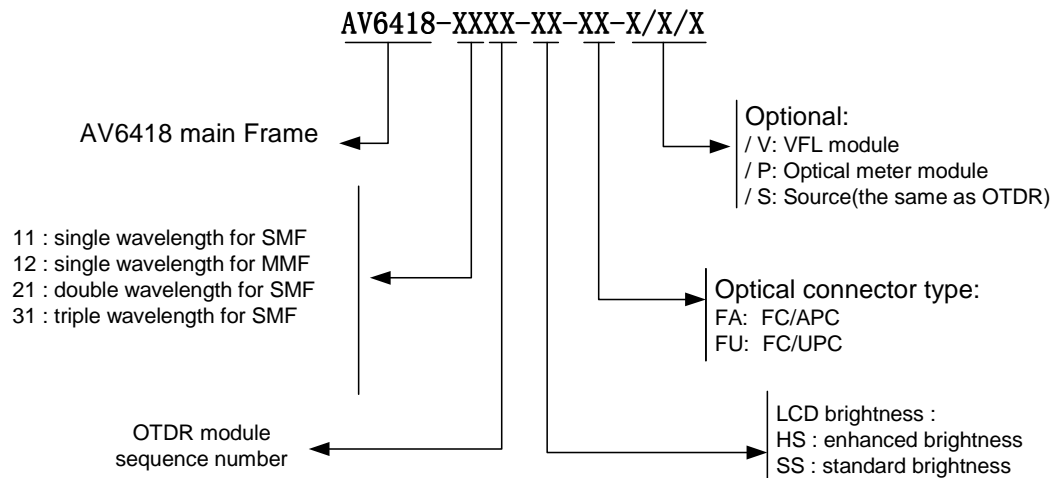 AV6418-XXXX-XX-XX-X/X/X
AV6418 main Frame
11 : single wavelength for SMF
12 : single wavelength for MMF
21 : double wavelength for SMF
31 : triple wavelength for SMF
OTDR module
sequence number
Optional:
/ V: VFL module
/ P: Optical meter module
/ S: Source(the same as OTDR)
Optical connector type:
FA: FC/APC
FU: FC/UPC
LCD brightness :
HS : enhanced brightness
SS : standard brightness